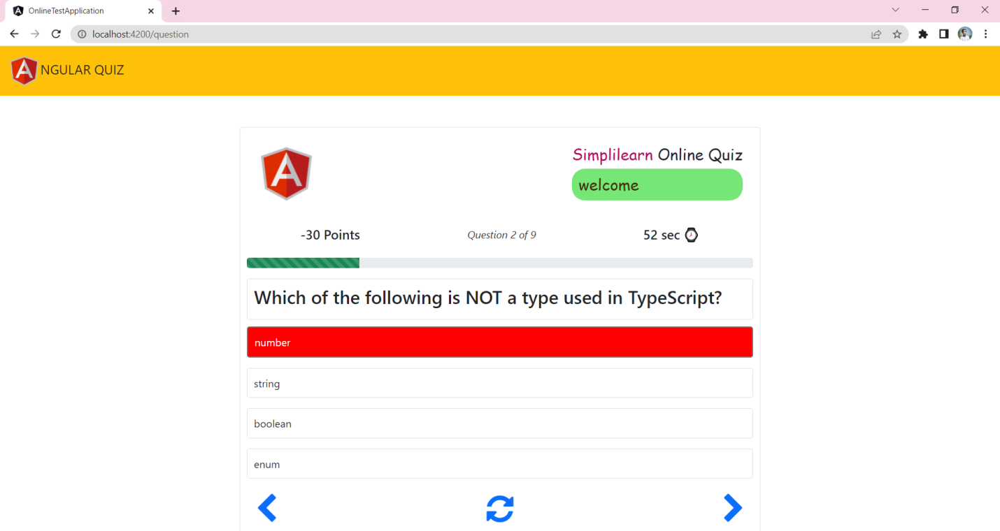 OnlineTestApplication
localhost:4200/question
NGULAR QUIZ
Simplilearn Online Quiz
welcome
-30 Points
Question 2 of 9
52 sec
Which of the following is NOT a type used in TypeScript?
number
string
boolean
enum